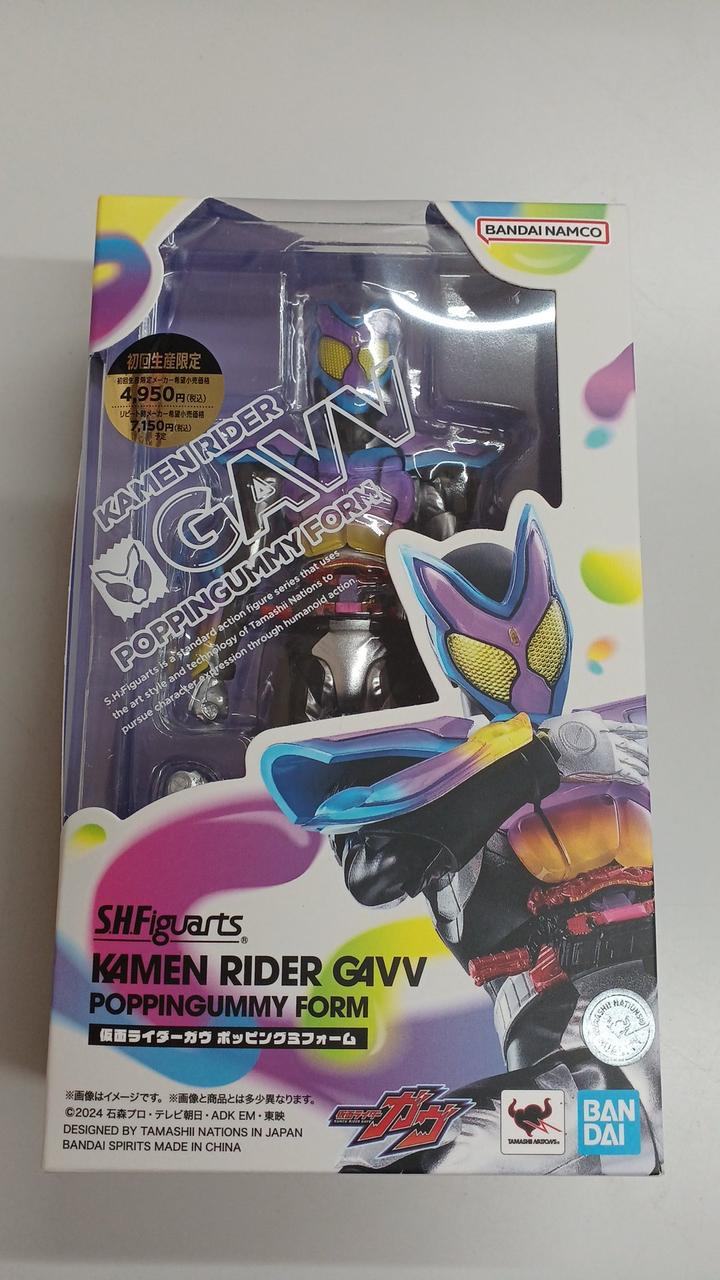 BANDAI NAMCO
初回生産限定
初回生産限定メーカー希望小売価格
4,950円(税込)
リピート時メーカー希望小売価格
7,150円(税込)
予定
KAMEN RIDER
GAVV
POPPINGUMMY FORM
S.H.Figuarts is a standard action figure series that uses
the art style and technology of Tamashii Nations to
pursue character expression through humanoid action.
S.H.Figuarts®
KAMEN RIDER GAVV
POPPINGUMMY FORM
仮面ライダーガヴ ポッピングミフォーム
※画像はイメージです。 ※画像と商品とは多少異なります。
©2024 石森プロ・テレビ朝日・ADK EM・東映
DESIGNED BY TAMASHII NATIONS IN JAPAN
BANDAI SPIRITS MADE IN CHINA
仮面ライダー
KAMEN RIDER GAVV
ガヴ
TAMASHII NATIONS®
BAN
DAI